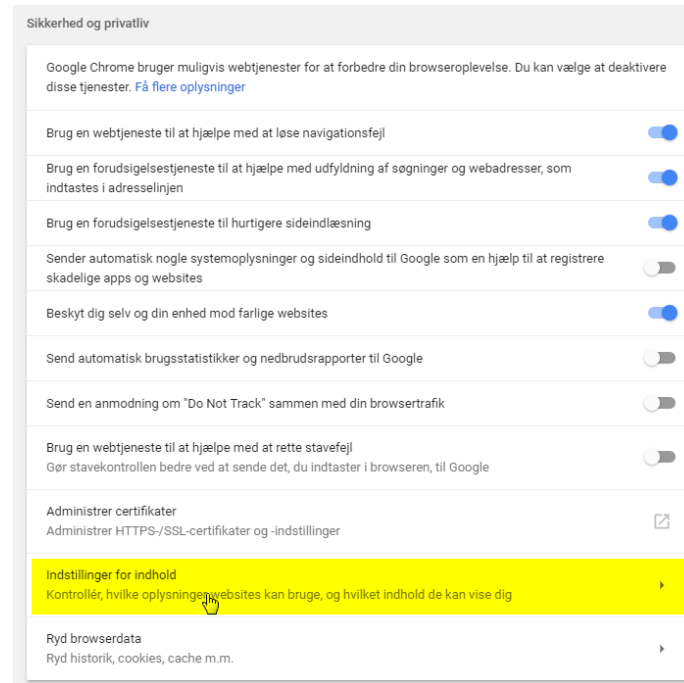 Sikkerhed og privatliv
Google Chrome bruger muligvis webtjenester for at forbedre din browseroplevelse. Du kan vælge at deaktivere
disse tjenester. Få flere oplysninger
Brug en webtjeneste til at hjælpe med at løse navigationsfejl
Brug en forudsigelsestjeneste til at hjælpe med udfyldning af søgninger og webadresser, som
indtastes i adresselinjen
Brug en forudsigelsestjeneste til hurtigere sideindlæsning
Sender automatisk nogle systemoplysninger og sideindhold til Google som en hjælp til at registrere
skadelige apps og websites
Beskyt dig selv og din enhed mod farlige websites
Send automatisk brugsstatistikker og nedbrudsrapporter til Google
Send en anmodning om "Do Not Track" sammen med din browsertrafik
Brug en webtjeneste til at hjælpe med at rette stavefejl
Gør stavekontrollen bedre ved at sende det, du indtaster i browseren, til Google
Administrer certifikater
Administrer HTTPS-/SSL-certifikater og -indstillinger
Indstillinger for indhold
Kontrollér, hvilke oplysninger websites kan bruge, og hvilket indhold de kan vise dig
Ryd browserdata
Ryd historik, cookies, cache m.m.